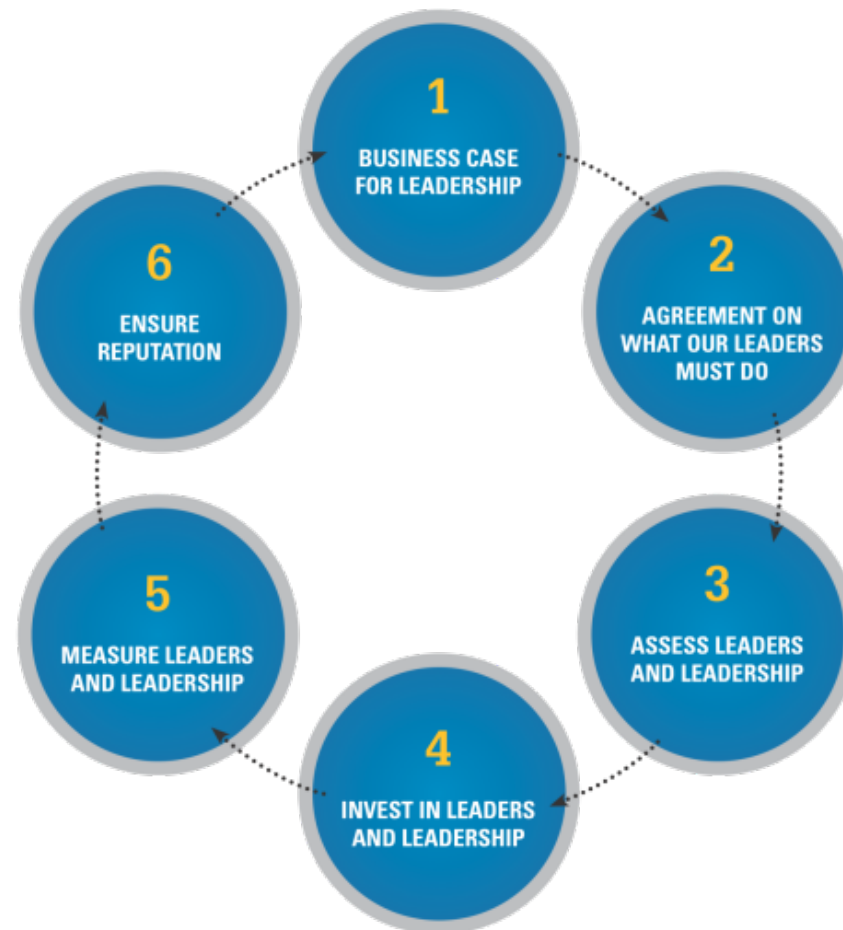 1
BUSINESS CASE
FOR LEADERSHIP
2
AGREEMENT ON
WHAT OUR LEADERS
MUST DO
3
ASSESS LEADERS
AND LEADERSHIP
4
INVEST IN LEADERS
AND LEADERSHIP
5
MEASURE LEADERS
AND LEADERSHIP
6
ENSURE
REPUTATION